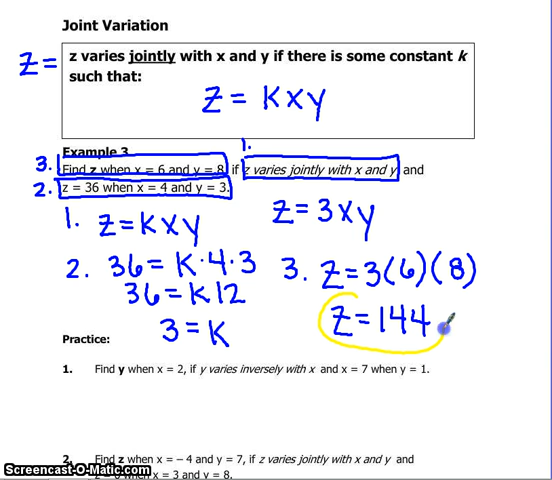 Joint Variation
z = z varies jointly with x and y if there is some constant k
such that:
z = kxy
1.
Example 3
3. Find z when x = 6 and y = 8, if z varies jointly with x and y, and
2. z = 36 when x = 4 and y = 3.
1. z = kxy
z = 3xy
2. 36 = k·4·3
3. z = 3(6)(8)
36 = k12
z = 144
3 = k
Practice:
1. Find y when x = 2, if y varies inversely with x and x = 7 when y = 1.
2. Find z when x = – 4 and y = 7, if z varies jointly with x and y and
x = 3 and y = 8.
Screencast-O-Matic.com